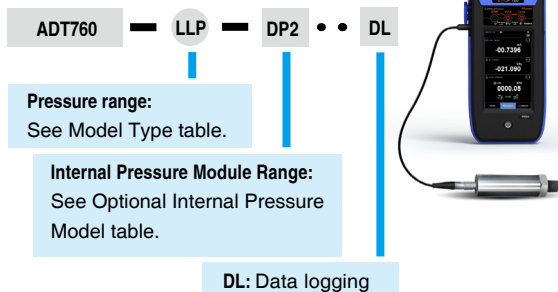 ADT760 LLP DP2 DL
Pressure range:
See Model Type table.
Internal Pressure Module Range:
See Optional Internal Pressure
Model table.
DL: Data logging
-00.7396
-021.090
0000.05